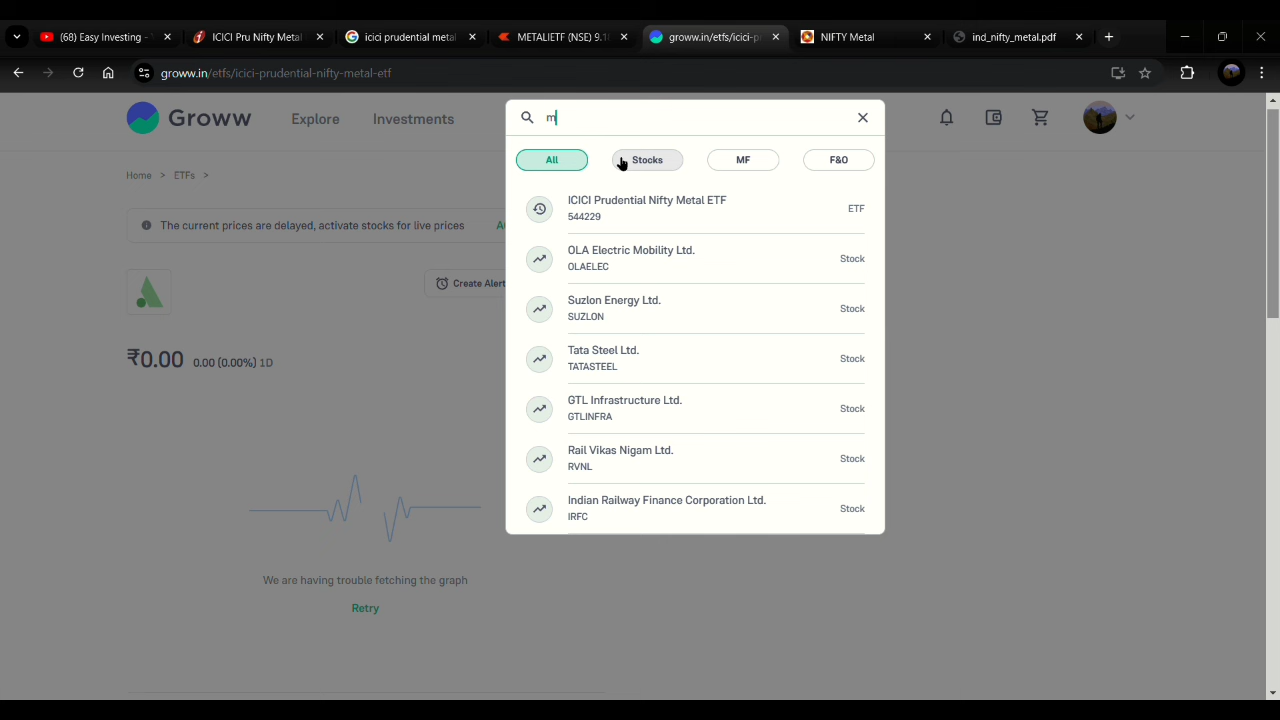 (68) Easy Investing -
ICICI Pru Nifty Metal
icici prudential metal
METALIETF (NSE) 9.1
groww.in/etfs/icici-p
NIFTY Metal
ind_nifty_metal.pdf
groww.in/etfs/icici-prudential-nifty-metal-etf
Groww
Explore
Investments
m
All
Stocks
MF
F&O
Home > ETFs >
The current prices are delayed, activate stocks for live prices
Create Alert
₹0.00 0.00 (0.00%) 1D
We are having trouble fetching the graph
Retry
ICICI Prudential Nifty Metal ETF
544229
ETF
OLA Electric Mobility Ltd.
OLAELEC
Stock
Suzlon Energy Ltd.
SUZLON
Stock
Tata Steel Ltd.
TATASTEEL
Stock
GTL Infrastructure Ltd.
GTLINFRA
Stock
Rail Vikas Nigam Ltd.
RVNL
Stock
Indian Railway Finance Corporation Ltd.
IRFC
Stock